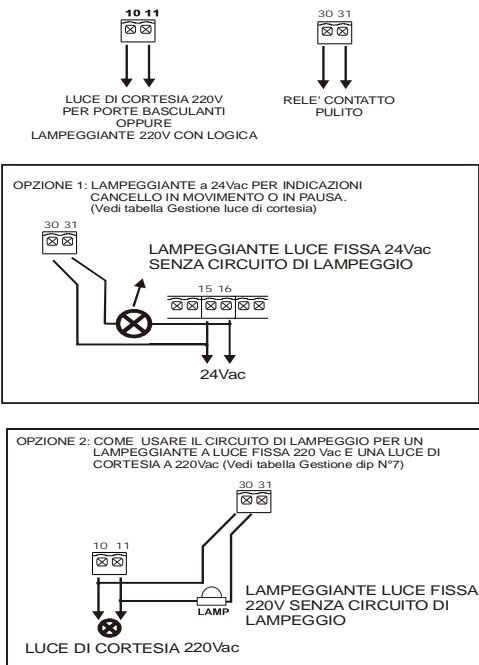 10 11
30 31
LUCE DI CORTESIA 220V
PER PORTE BASCULANTI
OPPURE
LAMPEGGIANTE 220V CON LOGICA
RELE' CONTATTO
PULITO
OPZIONE 1: LAMPEGGIANTE a 24Vac PER INDICAZIONI
CANCELLO IN MOVIMENTO O IN PAUSA.
(Vedi tabella Gestione luce di cortesia)
30 31
LAMPEGGIANTE LUCE FISSA 24Vac
SENZA CIRCUITO DI LAMPEGGIO
15 16
24Vac
OPZIONE 2: COME USARE IL CIRCUITO DI LAMPEGGIO PER UN
LAMPEGGIANTE A LUCE FISSA 220 Vac E UNA LUCE DI
CORTESIA A 220Vac (Vedi tabella Gestione dip N°7)
30 31
10 11
LAMP
LAMPEGGIANTE LUCE FISSA
220V SENZA CIRCUITO DI
LAMPEGGIO
LUCE DI CORTESIA 220Vac